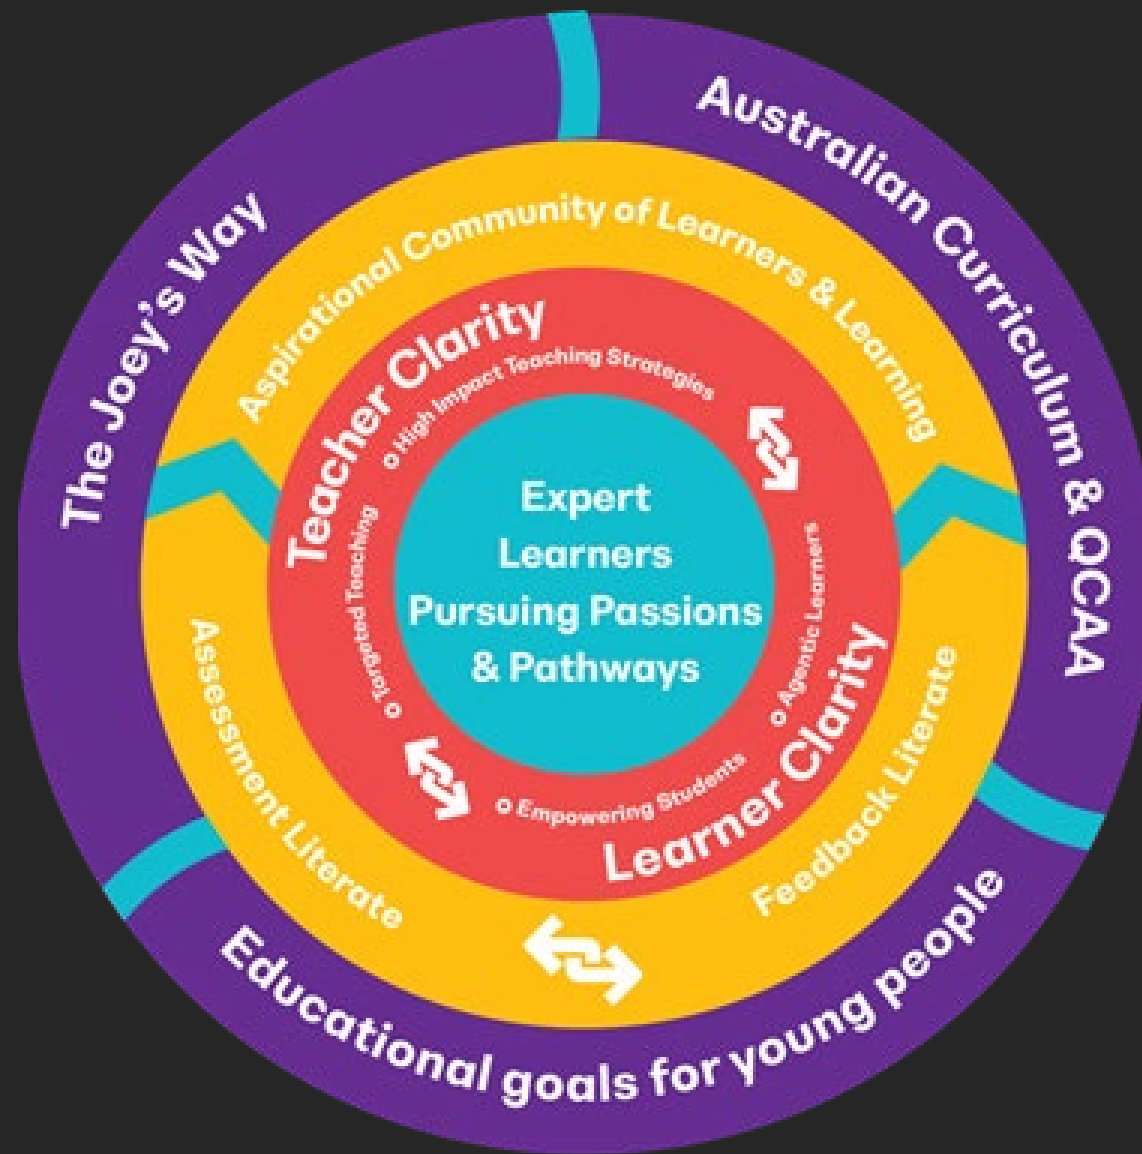 The Joey's Way
Australian Curriculum & QCAA
Educational goals for young people
Aspirational Community of Learners & Learning
Assessment Literate
Feedback Literate
Teacher Clarity
High Impact Teaching Strategies
Targeted Teaching
Learner Clarity
Agentic Learners
Empowering Students
Expert
Learners
Pursuing Passions
& Pathways